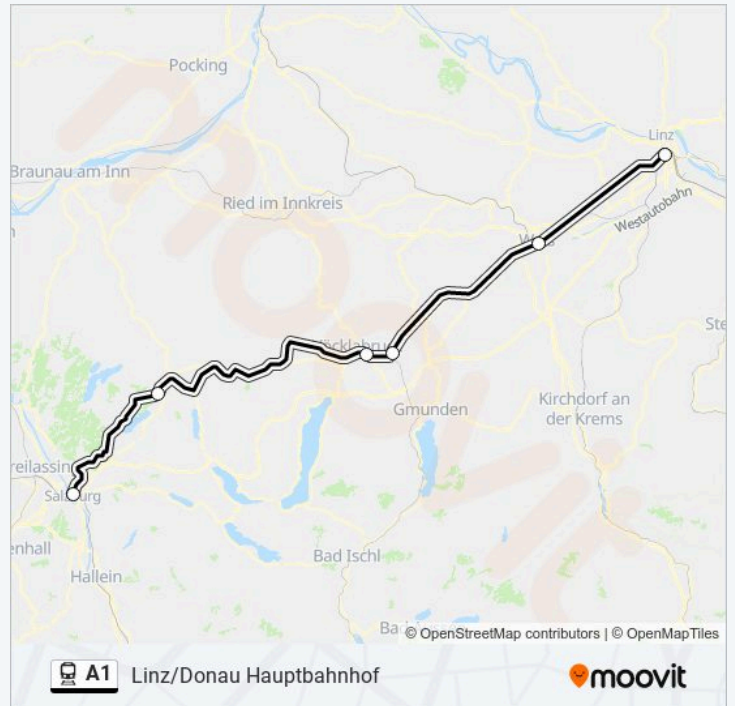 Pocking
Linz
Braunau am Inn
Ried im Innkreis
Westautobahn
Gmunden
Kirchdorf an
der Krems
Hallein
Bad Ischl
© OpenStreetMap contributors | © OpenMapTiles
A1 Linz/Donau Hauptbahnhof
moovit